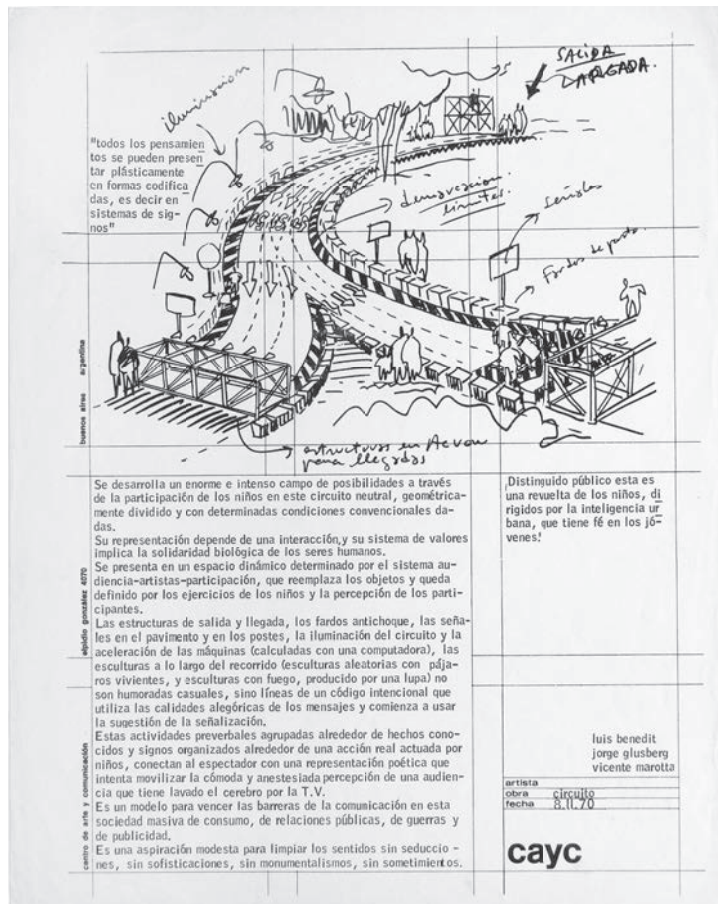 SALIDA
LLEGADA.
iluminacion
"todos los pensamien
tos se pueden presen
tar plásticamente
en formas codifica
das, es decir en
sistemas de sig-
nos"
demarcacion
limites.
señales
Fardos de pasto.
estructuras en
para llegadas
buenos aires argentina
elpidio gonzález 4070
centro de arte y comunicación
Se desarrolla un enorme e intenso campo de posibilidades a través
de la participación de los niños en este circuito neutral, geométrica-
mente dividido y con determinadas condiciones convencionales da-
das.
Su representación depende de una interacción,y su sistema de valores
implica la solidaridad biológica de los seres humanos.
Se presenta en un espacio dinámico determinado por el sistema au-
diencia-artistas-participación, que reemplaza los objetos y queda
definido por los ejercicios de los niños y la percepción de los parti-
cipantes.
Las estructuras de salida y llegada, los fardos antichoque, las seña-
les en el pavimento y en los postes, la iluminación del circuito y la
aceleración de las máquinas (calculadas con una computadora), las
esculturas a lo largo del recorrido (esculturas aleatorias con pája-
ros vivientes, y esculturas con fuego, producido por una lupa) no
son humoradas casuales, sino líneas de un código intencional que
utiliza las calidades alegóricas de los mensajes y comienza a usar
la sugestión de la señalización.
Estas actividades preverbales agrupadas alrededor de hechos cono-
cidos y signos organizados alrededor de una acción real actuada por
niños, conectan al espectador con una representación poética que
intenta movilizar la cómoda y anestesiada percepción de una audien-
cia que tiene lavado el cerebro por la T.V.
Es un modelo para vencer las barreras de la comunicación en esta
sociedad masiva de consumo, de relaciones públicas, de guerras y
de publicidad.
Es una aspiración modesta para limpiar los sentidos sin seduccio -
nes, sin sofisticaciones, sin monumentalismos, sin sometimientos.
¡Distinguido público esta es
una revuelta de los niños, di
rigidos por la inteligencia ur
bana, que tiene fé en los jó-
venes!
luis benedit
jorge glusberg
vicente marotta
artista
obra circuito
fecha 8.11.70
cayc